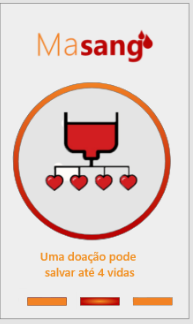 Masang
Uma doação pode
salvar até 4 vidas